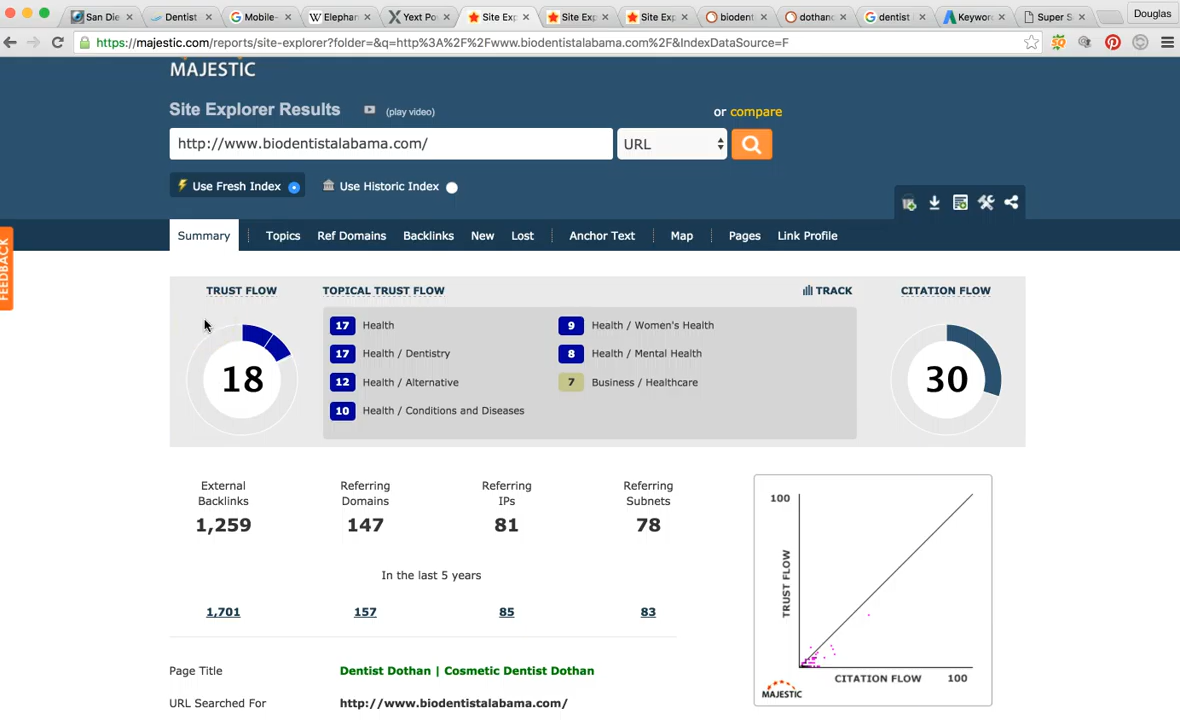 San Die
Dentist
Mobile-
Elephan
Yext Po
Site Exp
Site Exp
Site Exp
biodent
dothanc
dentist
Keyword
Super S
Douglas
https://majestic.com/reports/site-explorer?folder=&q=http%3A%2F%2Fwww.biodentistalabama.com%2F&IndexDataSource=F
MAJESTIC
Site Explorer Results (play video) or compare
http://www.biodentistalabama.com/ URL
Use Fresh Index Use Historic Index
FEEDBACK
Summary Topics Ref Domains Backlinks New Lost Anchor Text Map Pages Link Profile
TRUST FLOW TOPICAL TRUST FLOW TRACK CITATION FLOW
17 Health 9 Health / Women's Health
17 Health / Dentistry 8 Health / Mental Health
18 30
12 Health / Alternative 7 Business / Healthcare
10 Health / Conditions and Diseases
External Backlinks Referring Domains Referring IPs Referring Subnets
1,259 147 81 78
In the last 5 years
1,701 157 85 83
Page Title Dentist Dothan | Cosmetic Dentist Dothan
URL Searched For http://www.biodentistalabama.com/
100
TRUST FLOW
CITATION FLOW 100
MAJESTIC